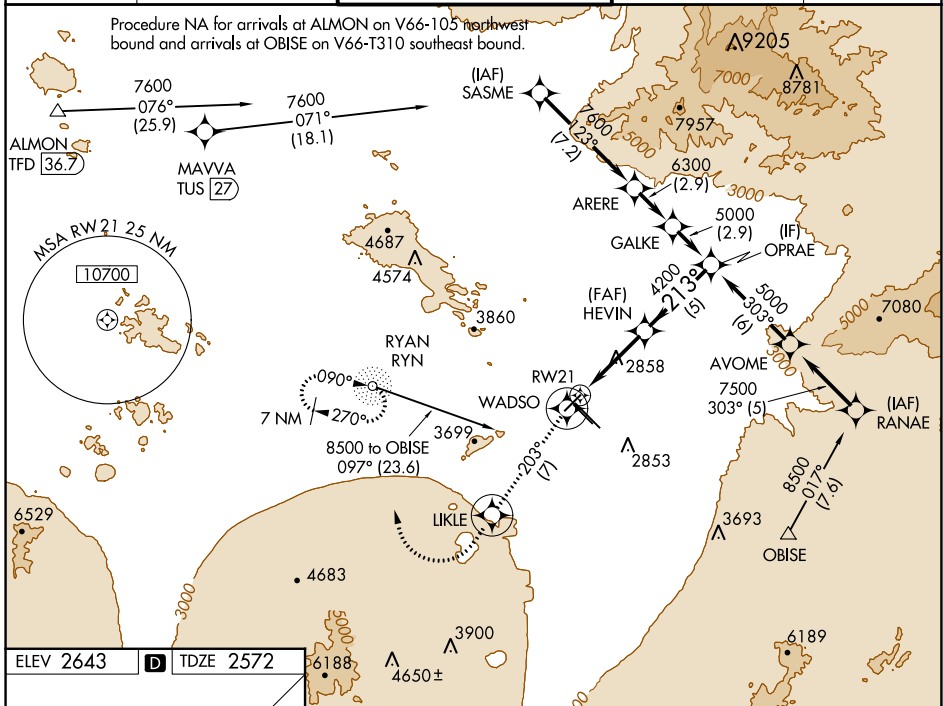 Procedure NA for arrivals at ALMON on V66-105 northwest
bound and arrivals at OBISE on V66-T310 southeast bound.
9205
7000
8781
(IAF)
SASME
7600
076°
(25.9)
7600
071°
(18.1)
7957
123°
(7.2)
5000
ALMON
TFD 36.7
MAVVA
TUS 27
6300
(2.9)
3000
ARERE
5000
(2.9)
GALKE
(IF)
OPRAE
MSA RW21 25 NM
10700
4687
4574
4200
213°
(5)
5000
303°
(6)
(FAF)
HEVIN
5000
7080
3860
RYAN
RYN
AVOME
3000
2858
090°
270°
7 NM
RW21
WADSO
7500
303° (5)
(IAF)
RANAE
8500 to OBISE
097° (23.6)
3699
203°
(7)
2853
8500
017°
(7.6)
6529
LIKLE
3693
OBISE
4683
3000
5000
3900
6189
ELEV 2643
D
TDZE 2572
6188
4650±
3000